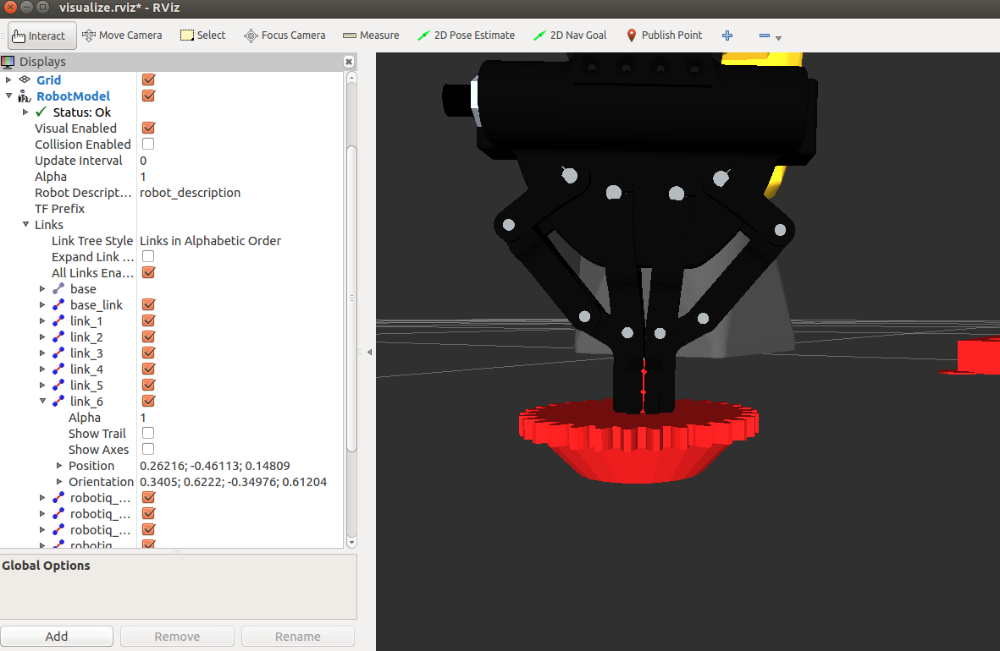 visualize.rviz* - RViz
Interact Move Camera Select Focus Camera Measure 2D Pose Estimate 2D Nav Goal Publish Point
Displays
Grid
RobotModel
Status: Ok
Visual Enabled
Collision Enabled
Update Interval 0
Alpha 1
Robot Descript... robot_description
TF Prefix
Links
Link Tree Style Links in Alphabetic Order
Expand Link ...
All Links Ena...
base
base_link
link_1
link_2
link_3
link_4
link_5
link_6
Alpha 1
Show Trail
Show Axes
Position 0.26216; -0.46113; 0.14809
Orientation 0.3405; 0.6222; -0.34976; 0.61204
robotiq_...
robotiq_...
robotiq_...
robotiq
Global Options
Add Remove Rename